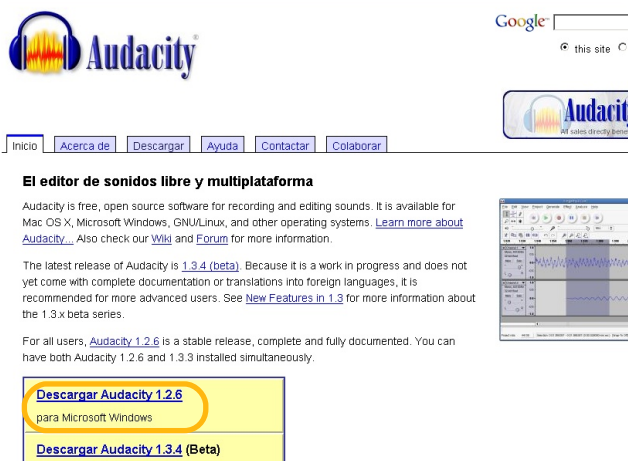 Audacity
Google
this site
Audacity
All sales directly bene
Inicio Acerca de Descargar Ayuda Contactar Colaborar
El editor de sonidos libre y multiplataforma
Audacity is free, open source software for recording and editing sounds. It is available for
Mac OS X, Microsoft Windows, GNU/Linux, and other operating systems. Learn more about
Audacity... Also check our Wiki and Forum for more information.
The latest release of Audacity is 1.3.4 (beta). Because it is a work in progress and does not
yet come with complete documentation or translations into foreign languages, it is
recommended for more advanced users. See New Features in 1.3 for more information about
the 1.3.x beta series.
For all users, Audacity 1.2.6 is a stable release, complete and fully documented. You can
have both Audacity 1.2.6 and 1.3.3 installed simultaneously.
Descargar Audacity 1.2.6
para Microsoft Windows
Descargar Audacity 1.3.4 (Beta)